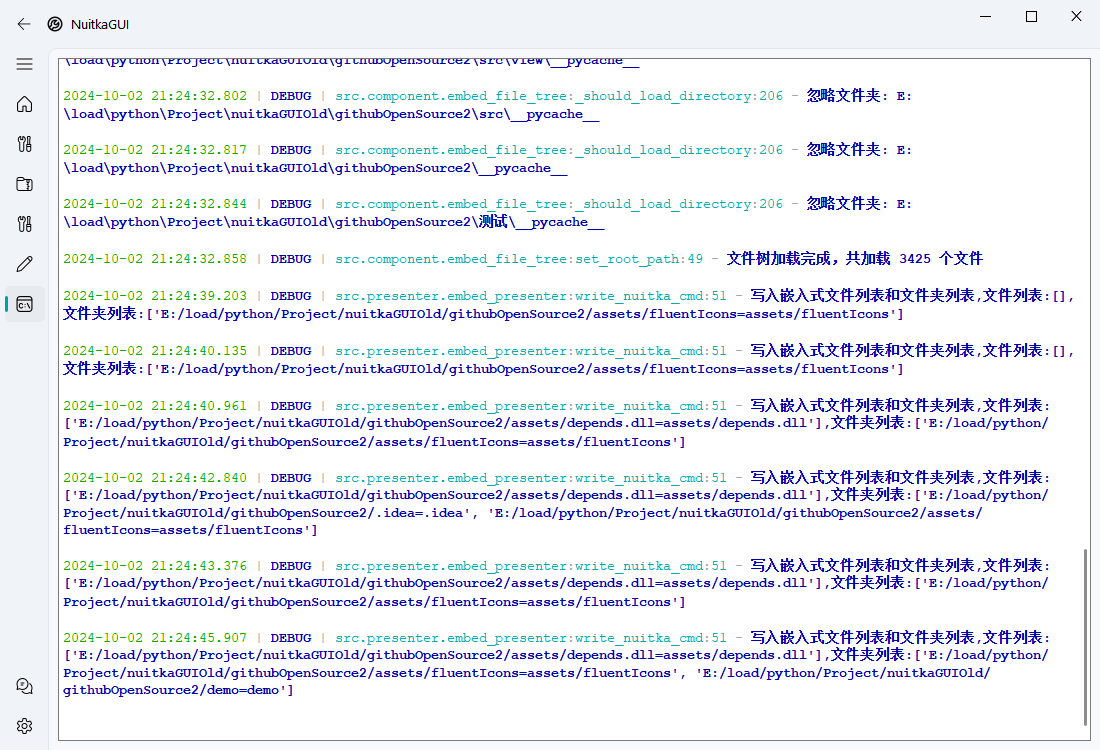 NuitkaGUI
\load\python\Project\nuitkaGUIOld\githubOpenSource2\src\view\__pycache__
2024-10-02 21:24:32.802 | DEBUG | src.component.embed_file_tree:_should_load_directory:206 - 忽略文件夹: E:
\load\python\Project\nuitkaGUIOld\githubOpenSource2\src\__pycache__
2024-10-02 21:24:32.817 | DEBUG | src.component.embed_file_tree:_should_load_directory:206 - 忽略文件夹: E:
\load\python\Project\nuitkaGUIOld\githubOpenSource2\__pycache__
2024-10-02 21:24:32.844 | DEBUG | src.component.embed_file_tree:_should_load_directory:206 - 忽略文件夹: E:
\load\python\Project\nuitkaGUIOld\githubOpenSource2\测试\__pycache__
2024-10-02 21:24:32.858 | DEBUG | src.component.embed_file_tree:set_root_path:49 - 文件树加载完成，共加载 3425 个文件
2024-10-02 21:24:39.203 | DEBUG | src.presenter.embed_presenter:write_nuitka_cmd:51 - 写入嵌入式文件列表和文件夹列表,文件列表:[],
文件夹列表:['E:/load/python/Project/nuitkaGUIOld/githubOpenSource2/assets/fluentIcons=assets/fluentIcons']
2024-10-02 21:24:40.135 | DEBUG | src.presenter.embed_presenter:write_nuitka_cmd:51 - 写入嵌入式文件列表和文件夹列表,文件列表:[],
文件夹列表:['E:/load/python/Project/nuitkaGUIOld/githubOpenSource2/assets/fluentIcons=assets/fluentIcons']
2024-10-02 21:24:40.961 | DEBUG | src.presenter.embed_presenter:write_nuitka_cmd:51 - 写入嵌入式文件列表和文件夹列表,文件列表:
['E:/load/python/Project/nuitkaGUIOld/githubOpenSource2/assets/depends.dll=assets/depends.dll'],文件夹列表:['E:/load/python/
Project/nuitkaGUIOld/githubOpenSource2/assets/fluentIcons=assets/fluentIcons']
2024-10-02 21:24:42.840 | DEBUG | src.presenter.embed_presenter:write_nuitka_cmd:51 - 写入嵌入式文件列表和文件夹列表,文件列表:
['E:/load/python/Project/nuitkaGUIOld/githubOpenSource2/assets/depends.dll=assets/depends.dll'],文件夹列表:['E:/load/python/
Project/nuitkaGUIOld/githubOpenSource2/.idea=.idea', 'E:/load/python/Project/nuitkaGUIOld/githubOpenSource2/assets/
fluentIcons=assets/fluentIcons']
2024-10-02 21:24:43.376 | DEBUG | src.presenter.embed_presenter:write_nuitka_cmd:51 - 写入嵌入式文件列表和文件夹列表,文件列表:
['E:/load/python/Project/nuitkaGUIOld/githubOpenSource2/assets/depends.dll=assets/depends.dll'],文件夹列表:['E:/load/python/
Project/nuitkaGUIOld/githubOpenSource2/assets/fluentIcons=assets/fluentIcons']
2024-10-02 21:24:45.907 | DEBUG | src.presenter.embed_presenter:write_nuitka_cmd:51 - 写入嵌入式文件列表和文件夹列表,文件列表:
['E:/load/python/Project/nuitkaGUIOld/githubOpenSource2/assets/depends.dll=assets/depends.dll'],文件夹列表:['E:/load/python/
Project/nuitkaGUIOld/githubOpenSource2/assets/fluentIcons=assets/fluentIcons', 'E:/load/python/Project/nuitkaGUIOld/
githubOpenSource2/demo=demo']